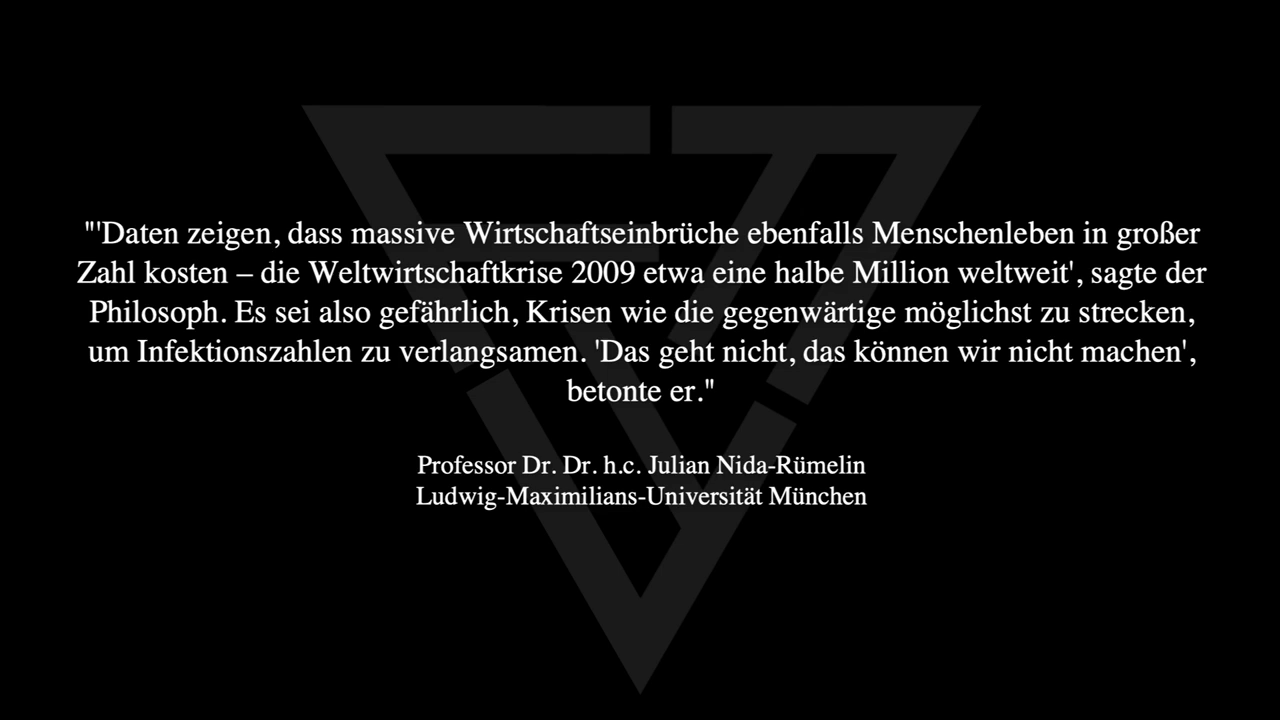 "'Daten zeigen, dass massive Wirtschaftseinbrüche ebenfalls Menschenleben in großer
Zahl kosten – die Weltwirtschaftkrise 2009 etwa eine halbe Million weltweit', sagte der
Philosoph. Es sei also gefährlich, Krisen wie die gegenwärtige möglichst zu strecken,
um Infektionszahlen zu verlangsamen. 'Das geht nicht, das können wir nicht machen',
betonte er."
Professor Dr. Dr. h.c. Julian Nida-Rümelin
Ludwig-Maximilians-Universität München